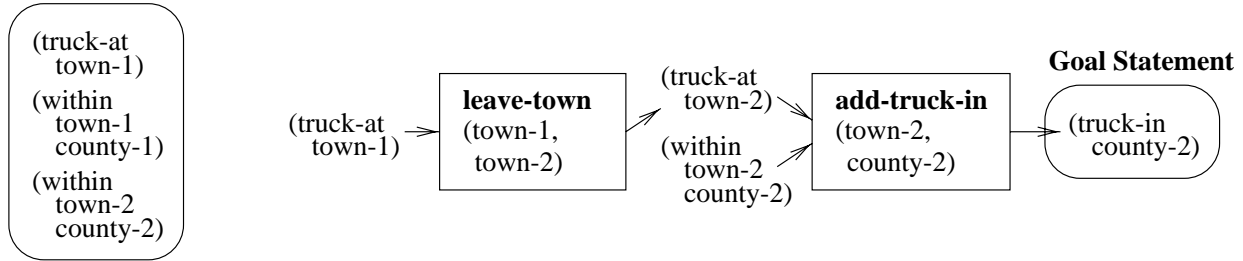 (truck-at
town-1)
(within
town-1
county-1)
(within
town-2
county-2)
(truck-at
town-1)
leave-town
(town-1,
town-2)
(truck-at
town-2)
(within
town-2
county-2)
add-truck-in
(town-2,
county-2)
Goal Statement
(truck-in
county-2)